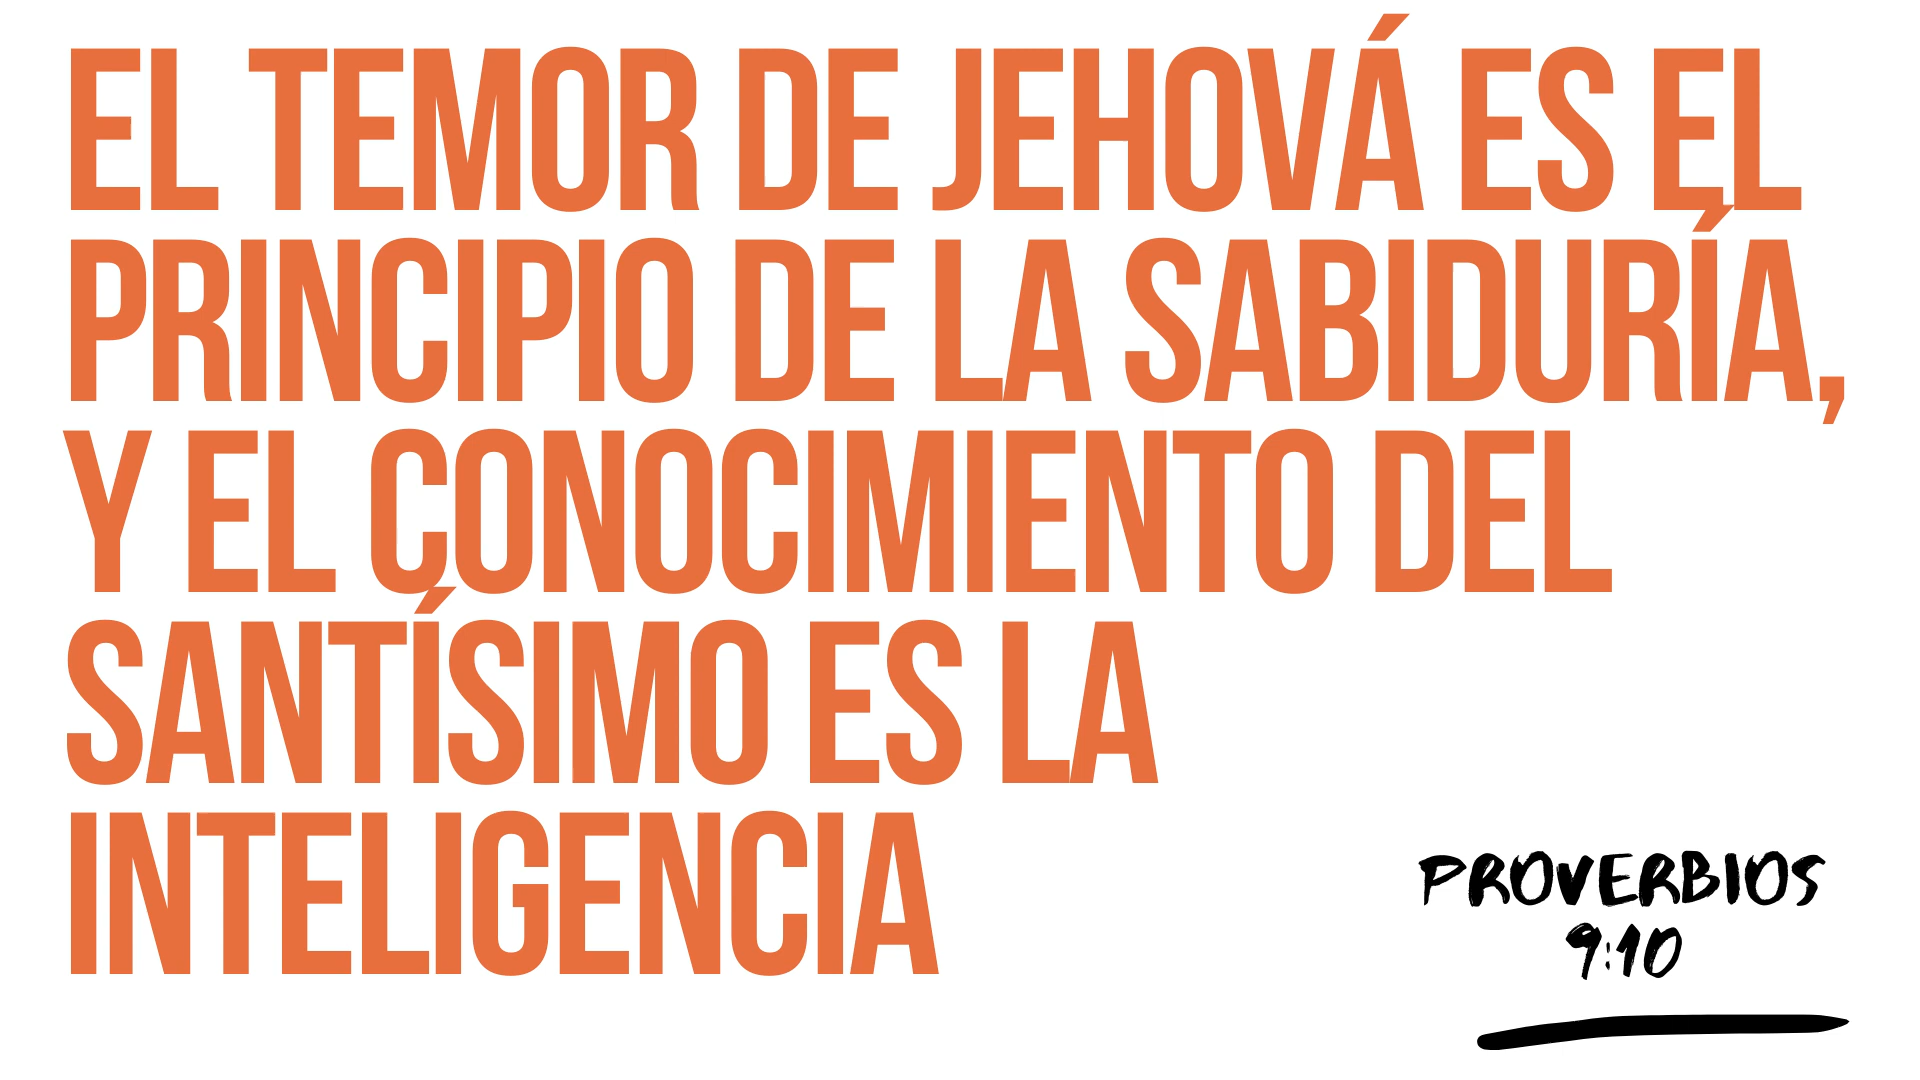 EL TEMOR DE JEHOVÁ ES EL
PRINCIPIO DE LA SABIDURÍA,
Y EL CONOCIMIENTO DEL
SANTÍSIMO ES LA
INTELIGENCIA
PROVERBIOS
9:10